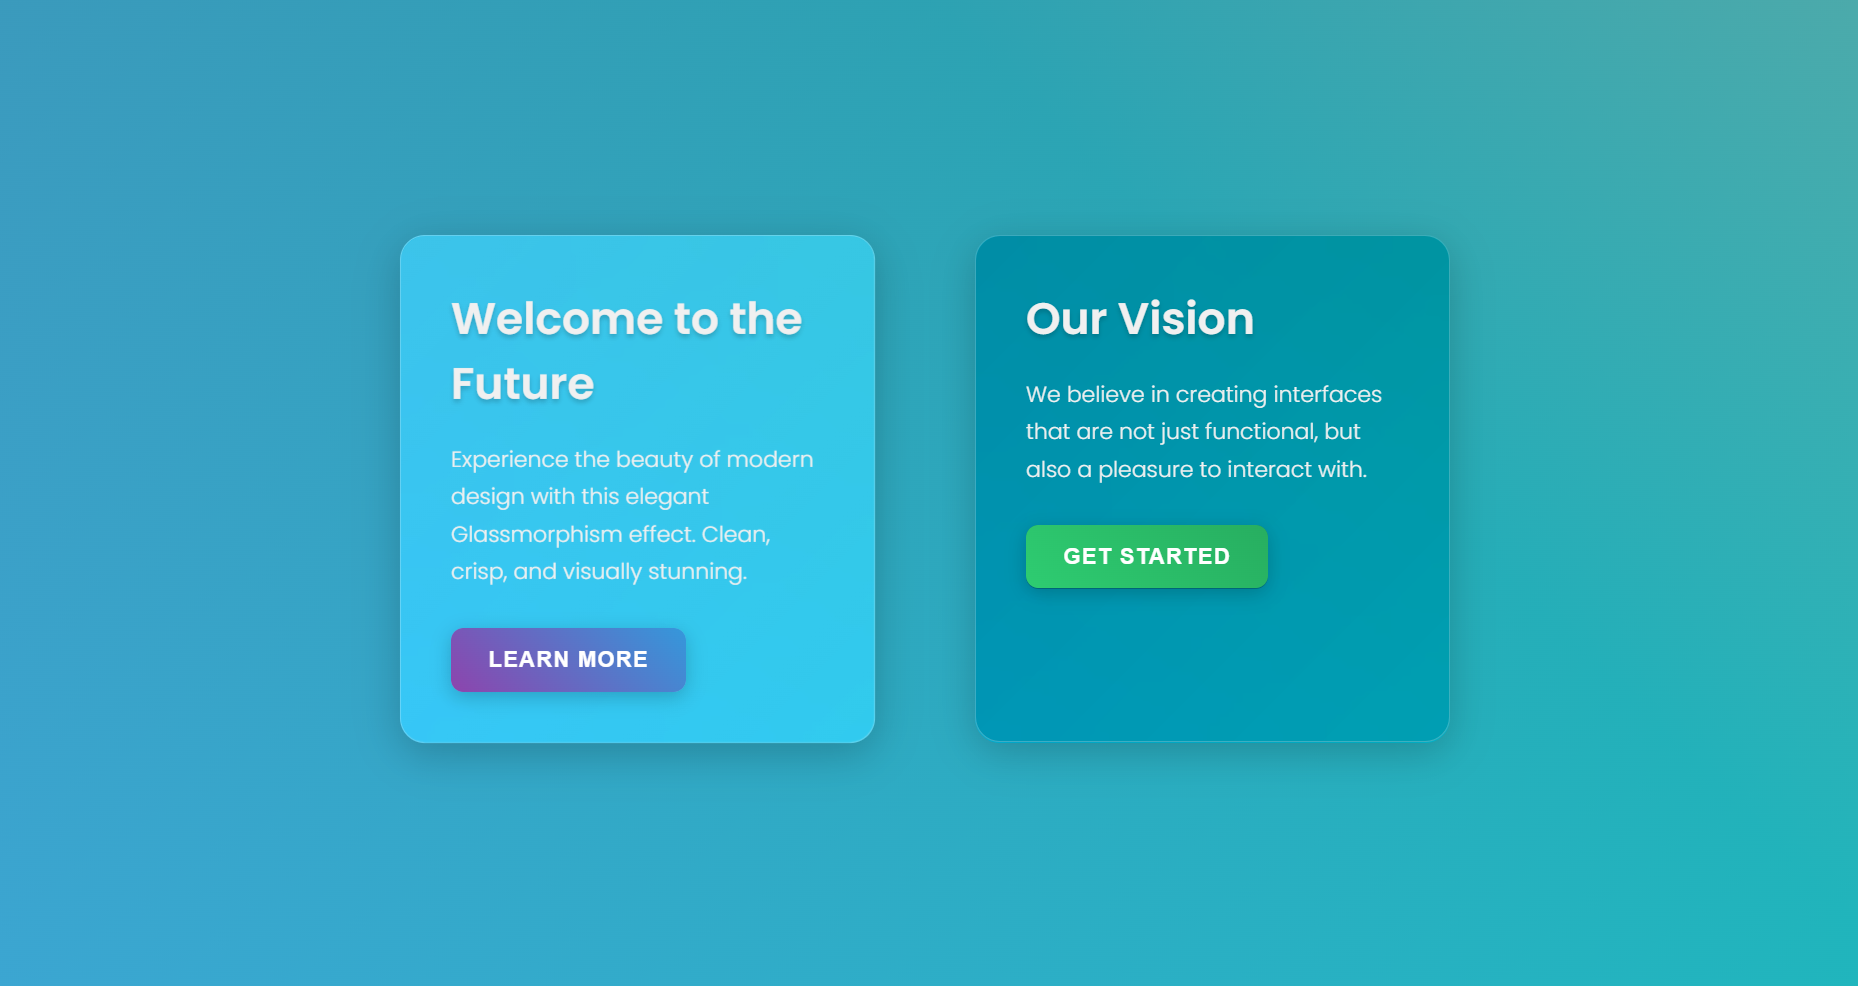 Welcome to the
Future
Experience the beauty of modern
design with this elegant
Glassmorphism effect. Clean,
crisp, and visually stunning.
LEARN MORE
Our Vision
We believe in creating interfaces
that are not just functional, but
also a pleasure to interact with.
GET STARTED